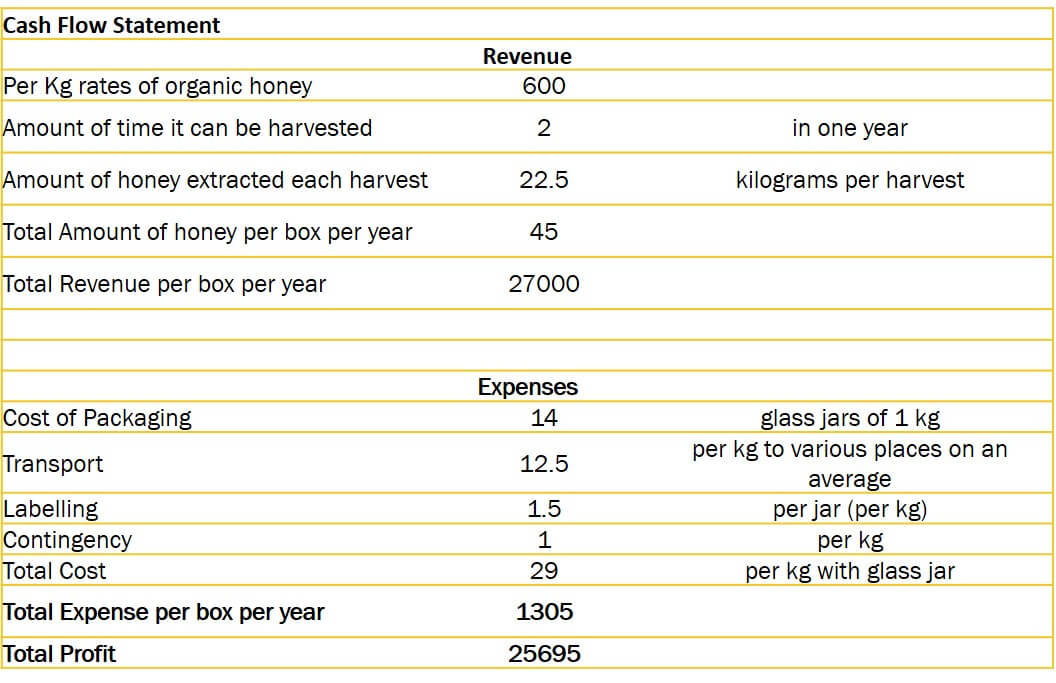 Cash Flow Statement
Revenue
Per Kg rates of organic honey 600
Amount of time it can be harvested 2 in one year
Amount of honey extracted each harvest 22.5 kilograms per harvest
Total Amount of honey per box per year 45
Total Revenue per box per year 27000
Expenses
Cost of Packaging 14 glass jars of 1 kg
Transport 12.5 per kg to various places on an
average
Labelling 1.5 per jar (per kg)
Contingency 1 per kg
Total Cost 29 per kg with glass jar
Total Expense per box per year 1305
Total Profit 25695